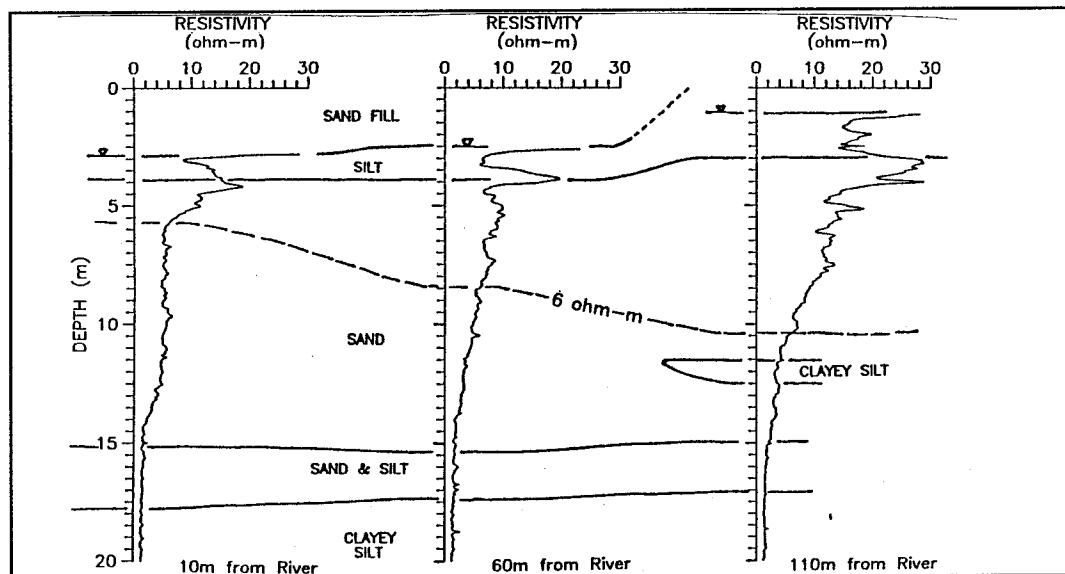 RESISTIVITY RESISTIVITY RESISTIVITY
(ohm-m) (ohm-m) (ohm-m)
0 10 20 30 0 10 20 30 0 10 20 30
0
SAND FILL
SILT
5
DEPTH (m)
6 ohm-m
10
SAND
CLAYEY SILT
15
SAND & SILT
CLAYEY
SILT
20
10m from River 60m from River 110m from River